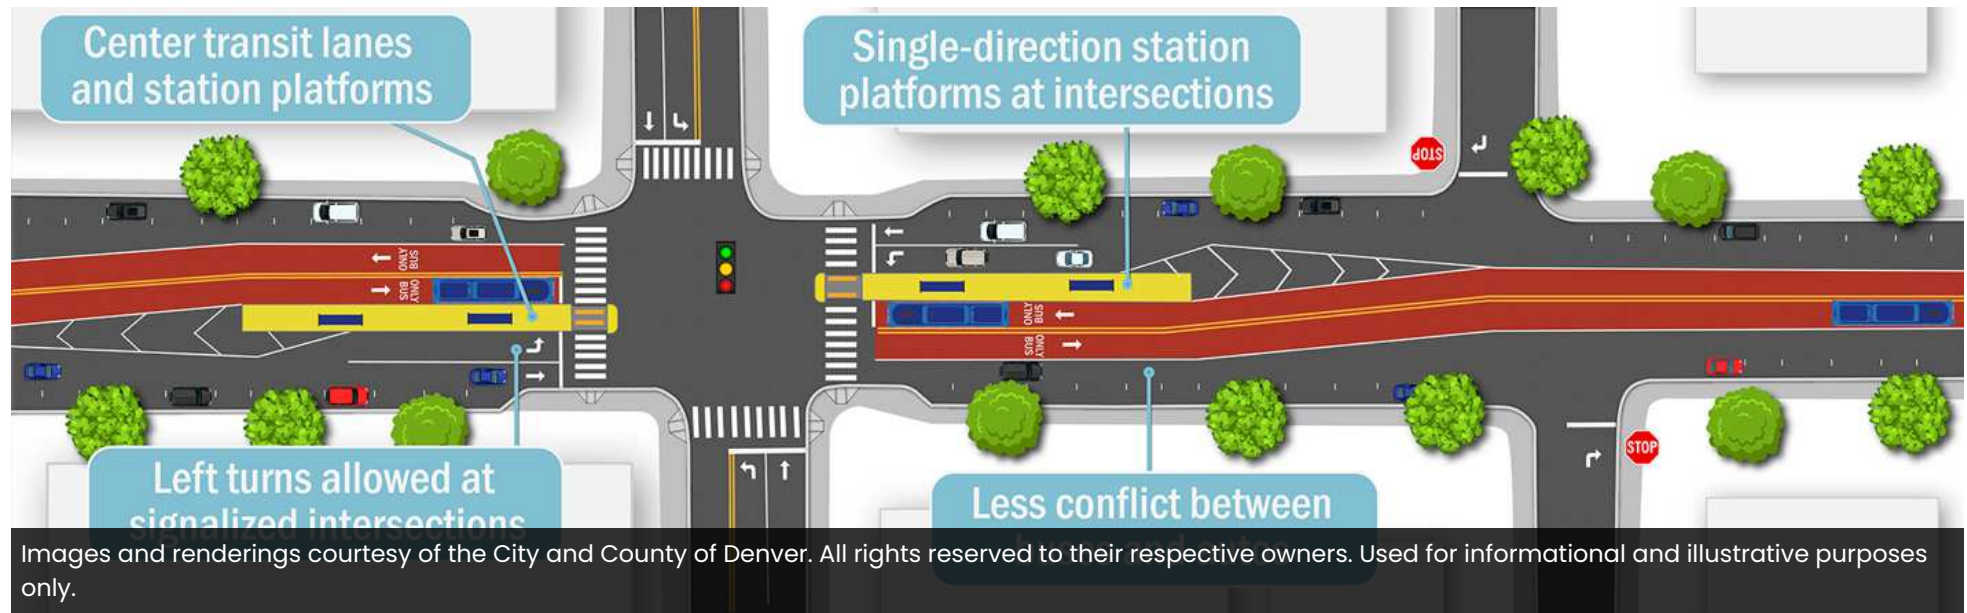 Center transit lanes
and station platforms
Single-direction station
platforms at intersections
STOP
ONLY
BUS
ONLY
BUS
ONLY
BUS
ONLY
BUS
Left turns allowed at
signalized intersections
Less conflict between
STOP
Images and renderings courtesy of the City and County of Denver. All rights reserved to their respective owners. Used for informational and illustrative purposes
only.